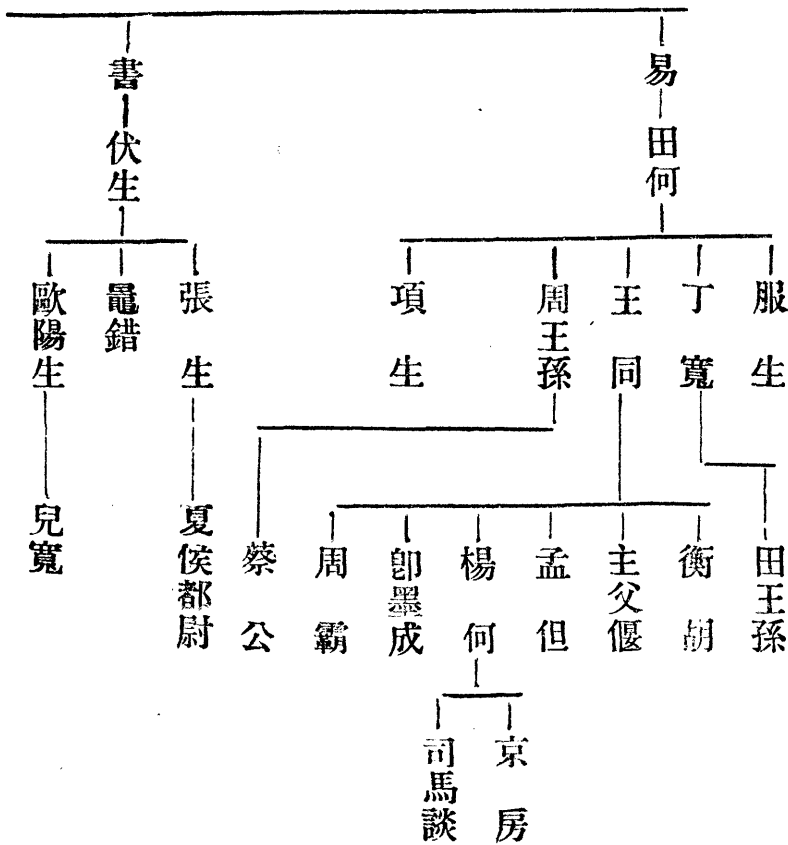 易
田何
服生
丁寬
王同
周王孫
項生
田王孫
衡胡
主父偃
孟但
楊何
卽墨成
周霸
蔡公
京房
司馬談
書
伏生
張生
鼂錯
歐陽生
夏侯都尉
兒寬